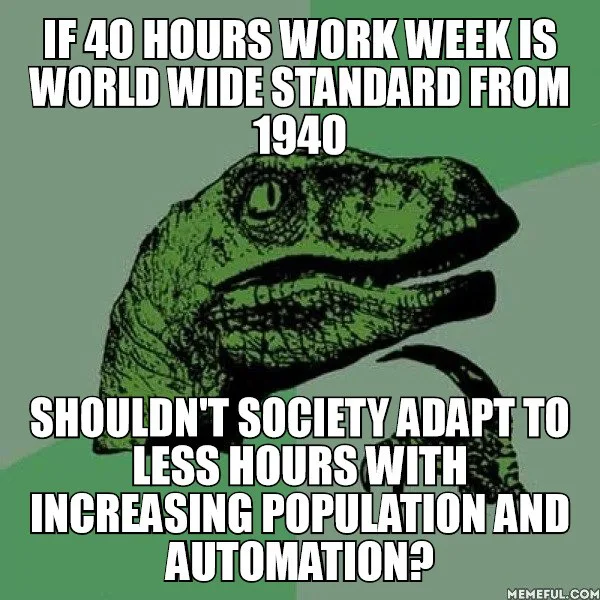 IF 40 HOURS WORK WEEK IS
WORLD WIDE STANDARD FROM
1940
SHOULDN'T SOCIETY ADAPT TO
LESS HOURS WITH
INCREASING POPULATION AND
AUTOMATION?
MEMEFUL.COM